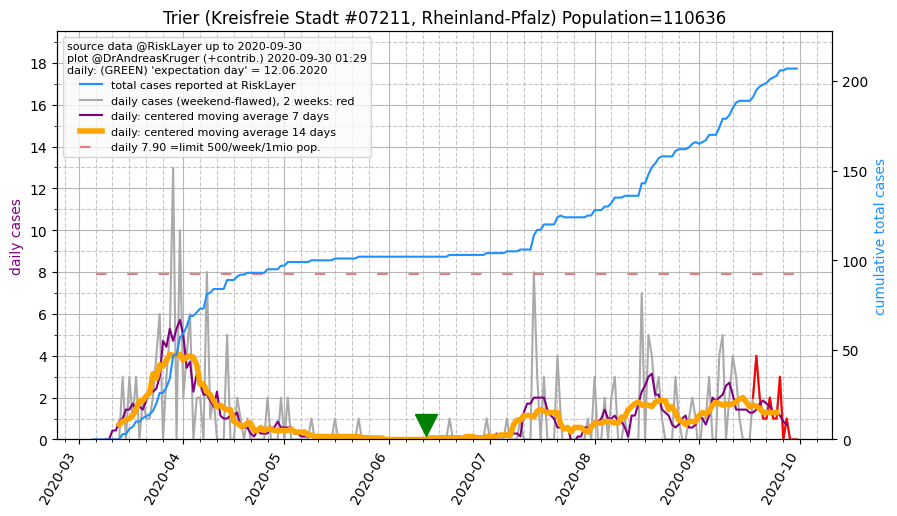 Trier (Kreisfreie Stadt #07211, Rheinland-Pfalz) Population=110636
source data @RiskLayer up to 2020-09-30
plot @DrAndreasKruger (+contrib.) 2020-09-30 01:29
daily: (GREEN) 'expectation day' = 12.06.2020
total cases reported at RiskLayer
daily cases (weekend-flawed), 2 weeks: red
daily: centered moving average 7 days
daily: centered moving average 14 days
daily 7.90 =limit 500/week/1mio pop.
daily cases
18
16
14
12
10
8
6
4
2
0
200
150
100
50
0
cumulative total cases
2020-03
2020-04
2020-05
2020-06
2020-07
2020-08
2020-09
2020-10